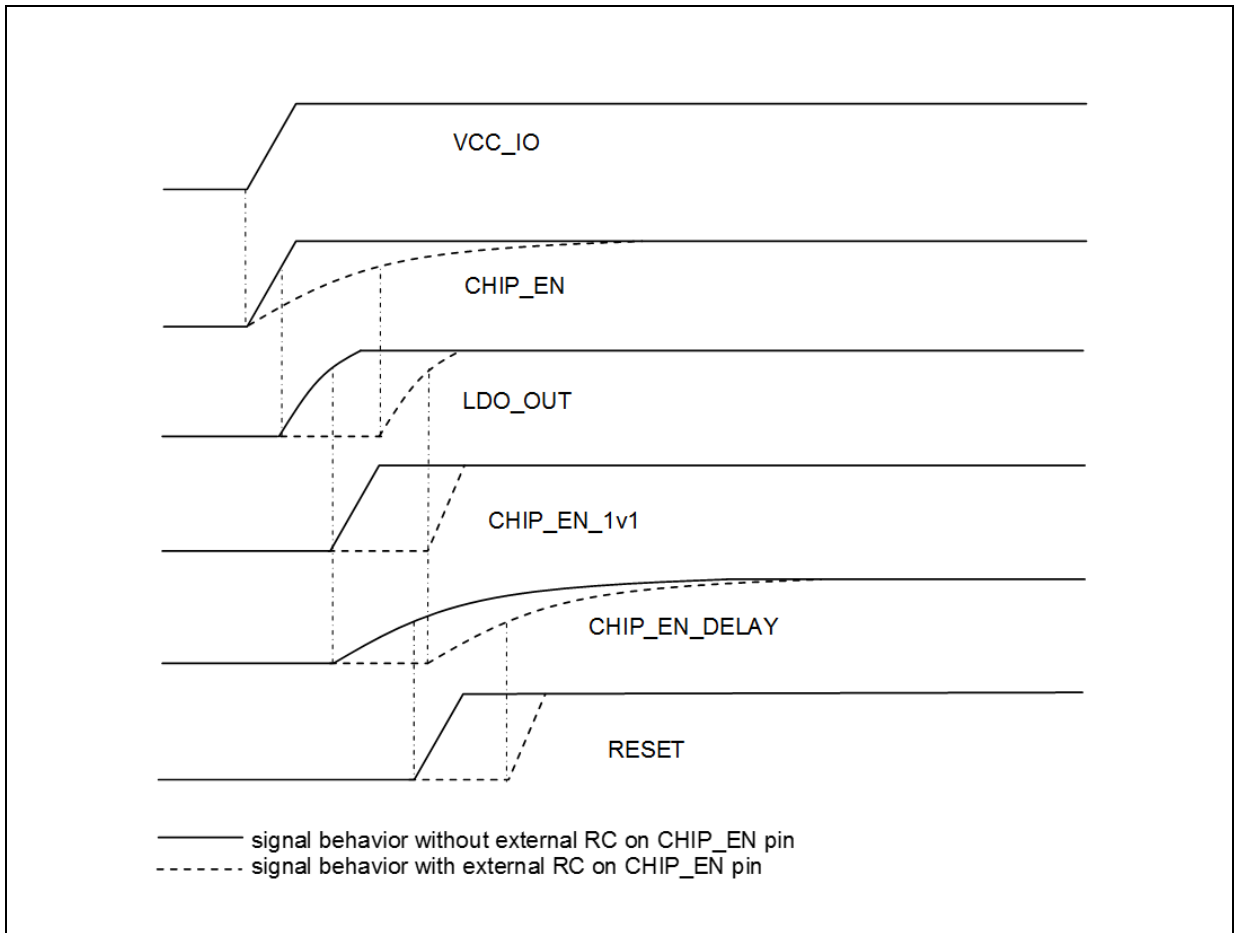 VCC_IO
CHIP_EN
LDO_OUT
CHIP_EN_1v1
CHIP_EN_DELAY
RESET
signal behavior without external RC on CHIP_EN pin
signal behavior with external RC on CHIP_EN pin